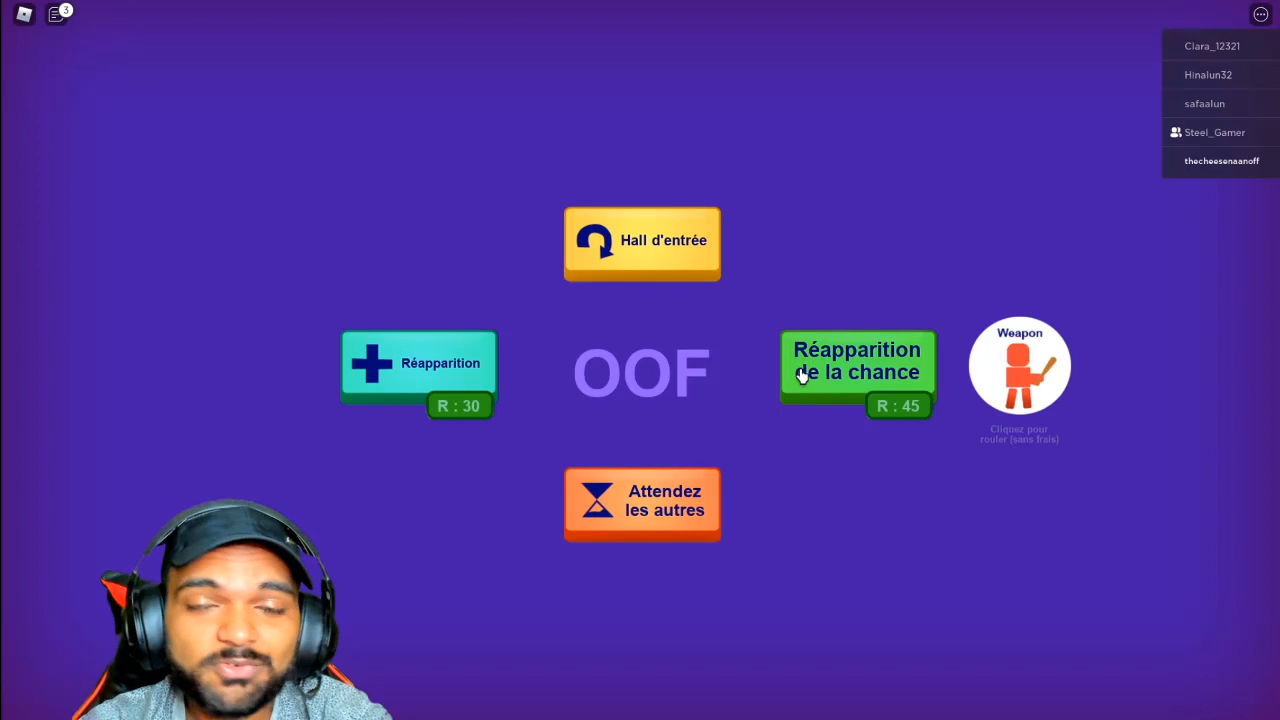 3
Clara_12321
Hinalun32
safaalun
Steel_Gamer
thecheesenaanoff
Hall d'entrée
Réapparition
R : 30
OOF
Réapparition
de la chance
R : 45
Weapon
Cliquez pour
rouler (sans frais)
Attendez
les autres